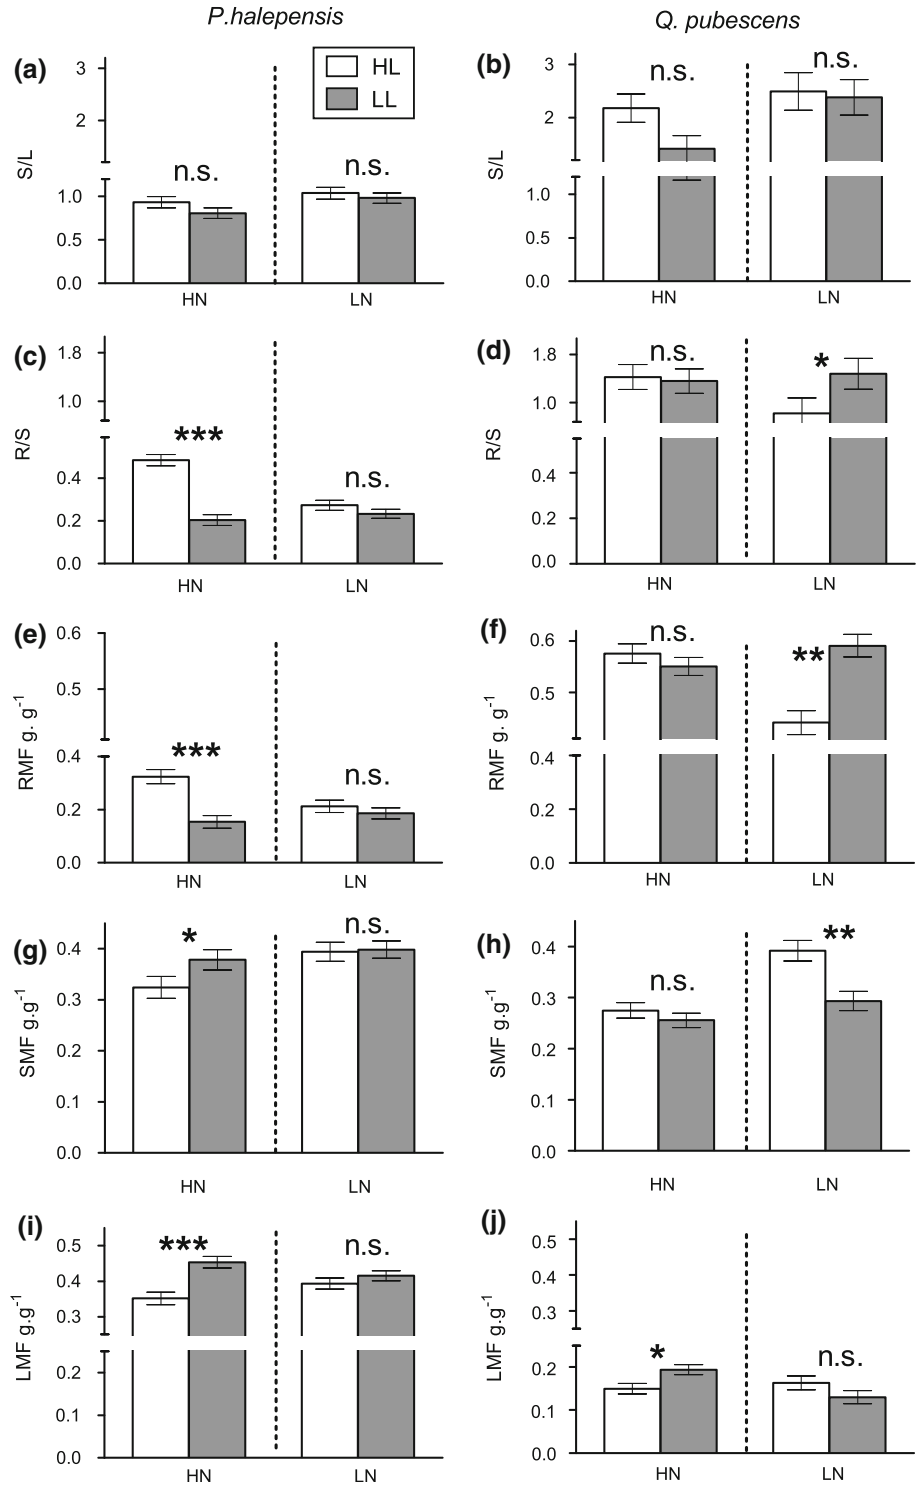 P.halepensis
Q. pubescens
(a)
3
2
1.0
0.5
0.0
S/L
HL
LL
n.s.
n.s.
HN
LN
(b)
3
2
1.0
0.5
0.0
S/L
n.s.
n.s.
HN
LN
(c)
1.8
1.0
0.4
0.2
0.0
R/S
***
n.s.
HN
LN
(d)
1.8
1.0
0.4
0.2
0.0
R/S
n.s.
*
HN
LN
(e)
0.6
0.5
0.4
0.2
0.0
RMF g. g-1
***
n.s.
HN
LN
(f)
0.6
0.5
0.4
0.2
0.0
RMF g. g-1
n.s.
**
HN
LN
(g)
0.4
0.3
0.2
0.1
0.0
SMF g.g-1
*
n.s.
HN
LN
(h)
0.4
0.3
0.2
0.1
0.0
SMF g.g-1
n.s.
**
HN
LN
(i)
0.5
0.4
0.3
0.2
0.1
0.0
LMF g.g-1
***
n.s.
HN
LN
(j)
0.5
0.4
0.3
0.2
0.1
0.0
LMF g.g-1
*
n.s.
HN
LN